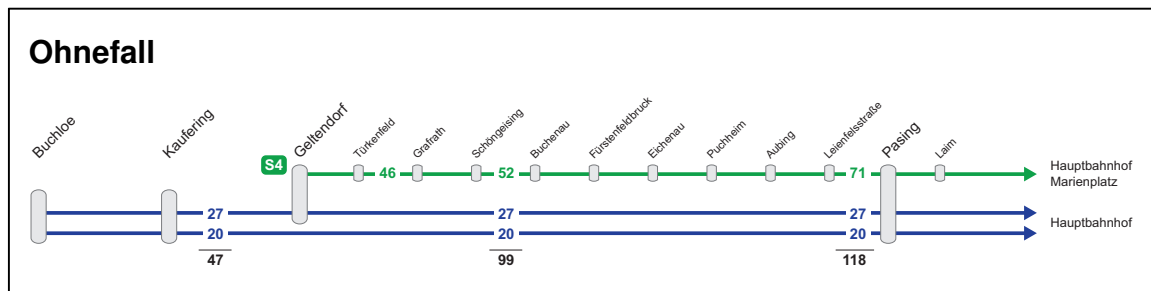 Ohnefall
Buchloe
Kaufering
Geltendorf
Türkenfeld
Grafrath
Schöngeising
Buchenau
Fürstenfeldbruck
Eichenau
Puchheim
Aubing
Leienfelsstraße
Pasing
Laim
S4
46
52
71
Hauptbahnhof
Marienplatz
27
27
27
Hauptbahnhof
20
20
20
47
99
118